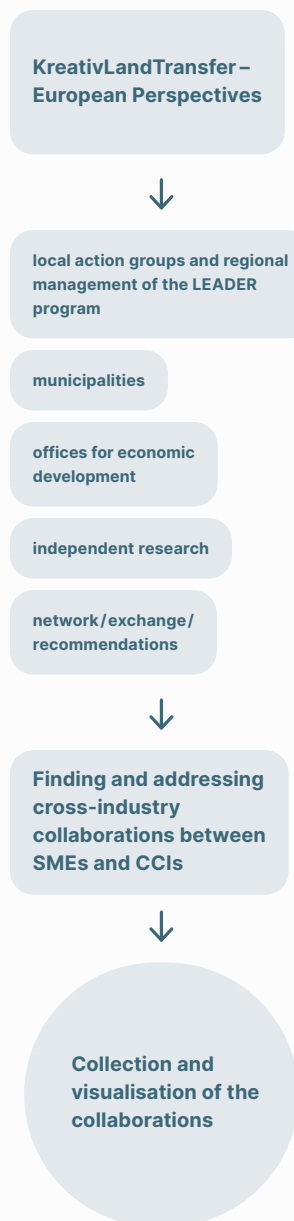 KreativLandTransfer –
European Perspectives
local action groups and regional
management of the LEADER
program
municipalities
offices for economic
development
independent research
network/exchange/
recommendations
Finding and addressing
cross-industry
collaborations between
SMEs and CCIs
Collection and
visualisation of the
collaborations